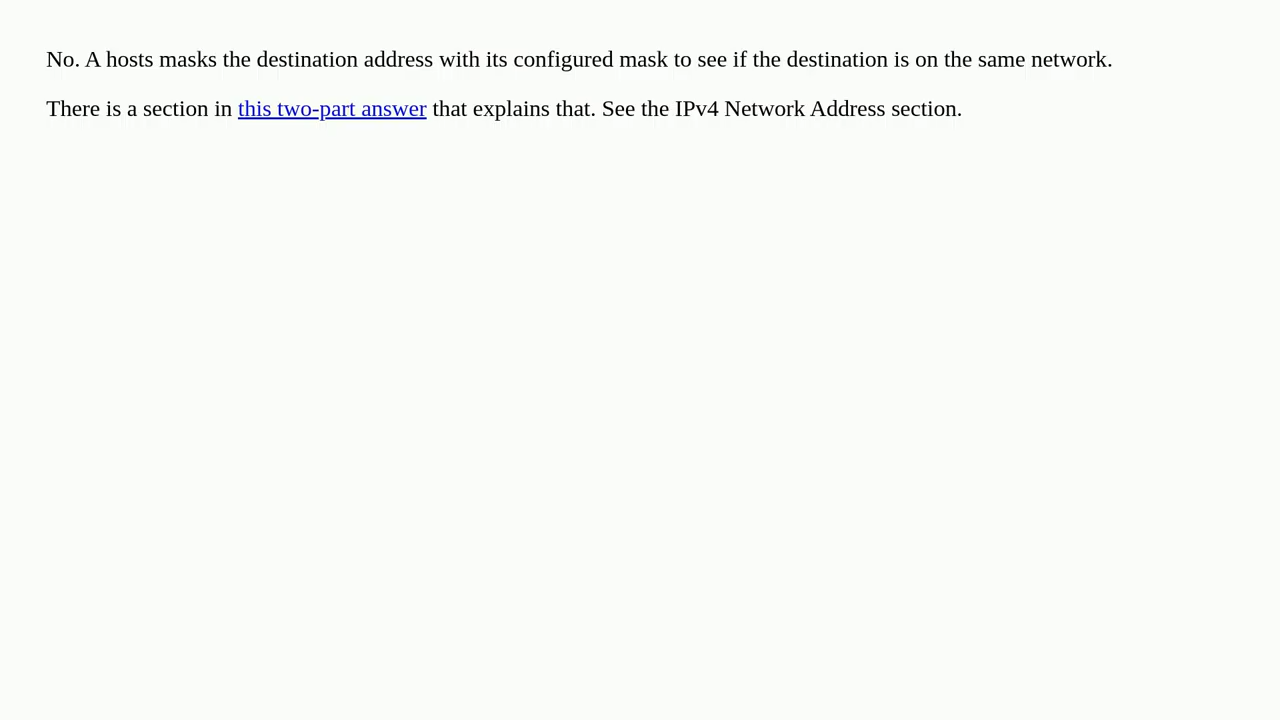 No. A hosts masks the destination address with its configured mask to see if the destination is on the same network.
There is a section in this two-part answer that explains that. See the IPv4 Network Address section.